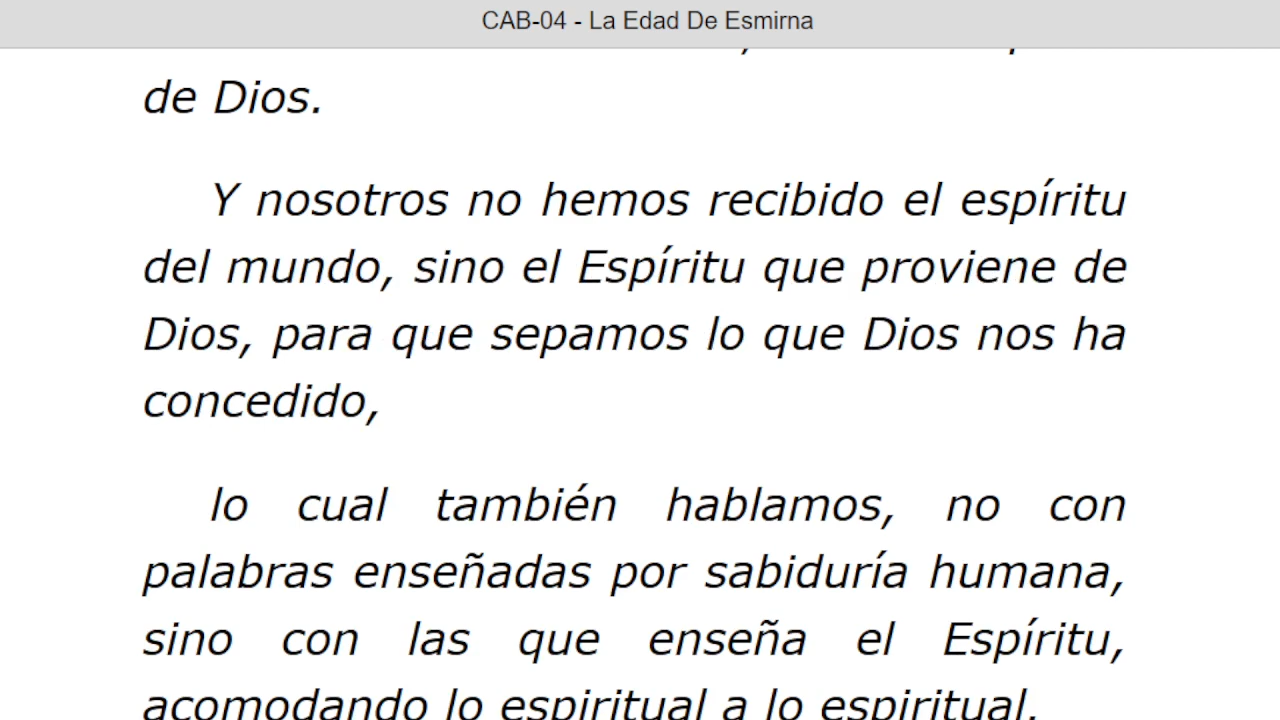 CAB-04 - La Edad De Esmirna
de Dios.
Y nosotros no hemos recibido el espíritu
del mundo, sino el Espíritu que proviene de
Dios, para que sepamos lo que Dios nos ha
concedido,
lo cual también hablamos, no con
palabras enseñadas por sabiduría humana,
sino con las que enseña el Espíritu,
acomodando lo espiritual a lo espiritual.